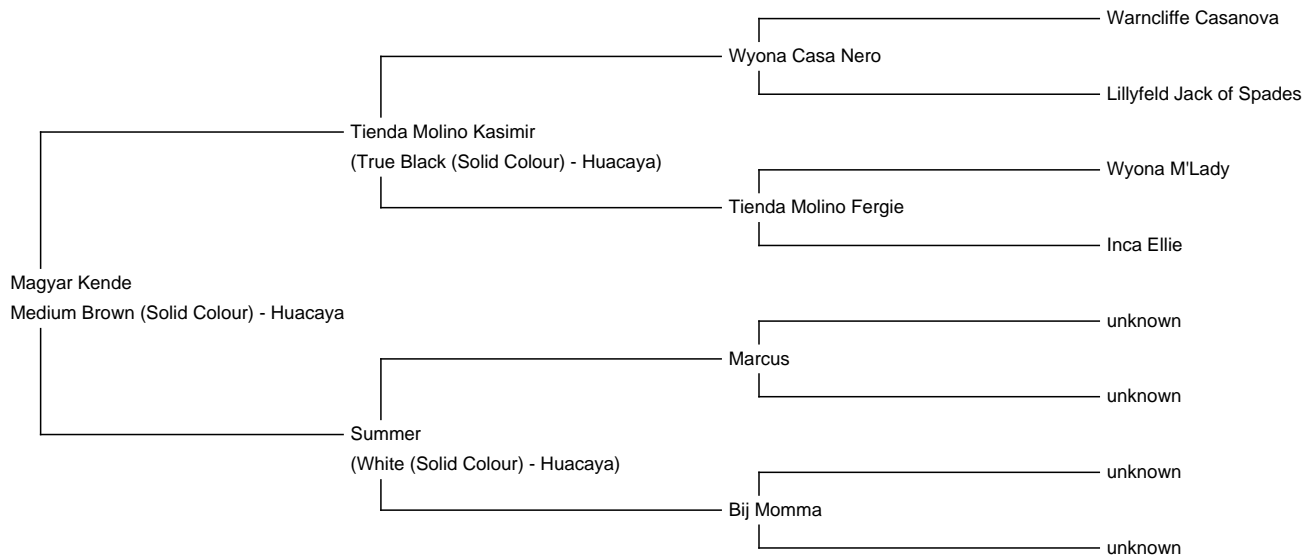 Warncliffe Casanova
Wyona Casa Nero
Lillyfeld Jack of Spades
Tienda Molino Kasimir
(True Black (Solid Colour) - Huacaya)
Wyona M'Lady
Tienda Molino Fergie
Inca Ellie
Magyar Kende
Medium Brown (Solid Colour) - Huacaya
unknown
Marcus
unknown
Summer
(White (Solid Colour) - Huacaya)
unknown
Bij Momma
unknown